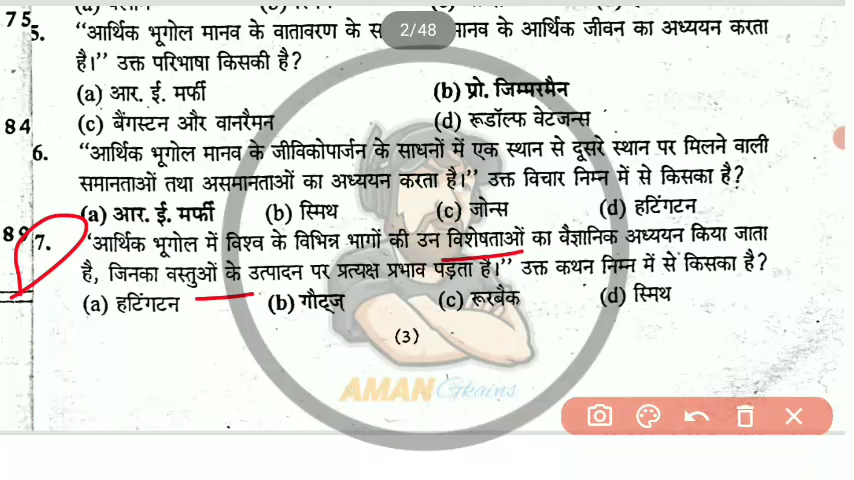 75
5. “आर्थिक भूगोल मानव के वातावरण के मानव के आर्थिक जीवन का अध्ययन करता
2/48
है।” उक्त परिभाषा किसकी है?
(a) आर. ई. मर्फी (b) प्रो. जिम्मरमैन
84 (c) बैंगस्टन और वानरैमन (d) रूडॉल्फ वेटजन्स
6. “आर्थिक भूगोल मानव के जीविकोपार्जन के साधनों में एक स्थान से दूसरे स्थान पर मिलने वाली
समानताओं तथा असमानताओं का अध्ययन करता है।” उक्त विचार निम्न में से किसका है?
(a) आर. ई. मर्फी (b) स्मिथ (c) जोन्स (d) हटिंगटन
89 7. “आर्थिक भूगोल में विश्व के विभिन्न भागों की उन विशेषताओं का वैज्ञानिक अध्ययन किया जाता
है, जिनका वस्तुओं के उत्पादन पर प्रत्यक्ष प्रभाव पड़ता है।” उक्त कथन निम्न में से किसका है?
(a) हटिंगटन (b) गौट्ज् (c) रूरबैक (d) स्मिथ
(3)
AMAN Gkains